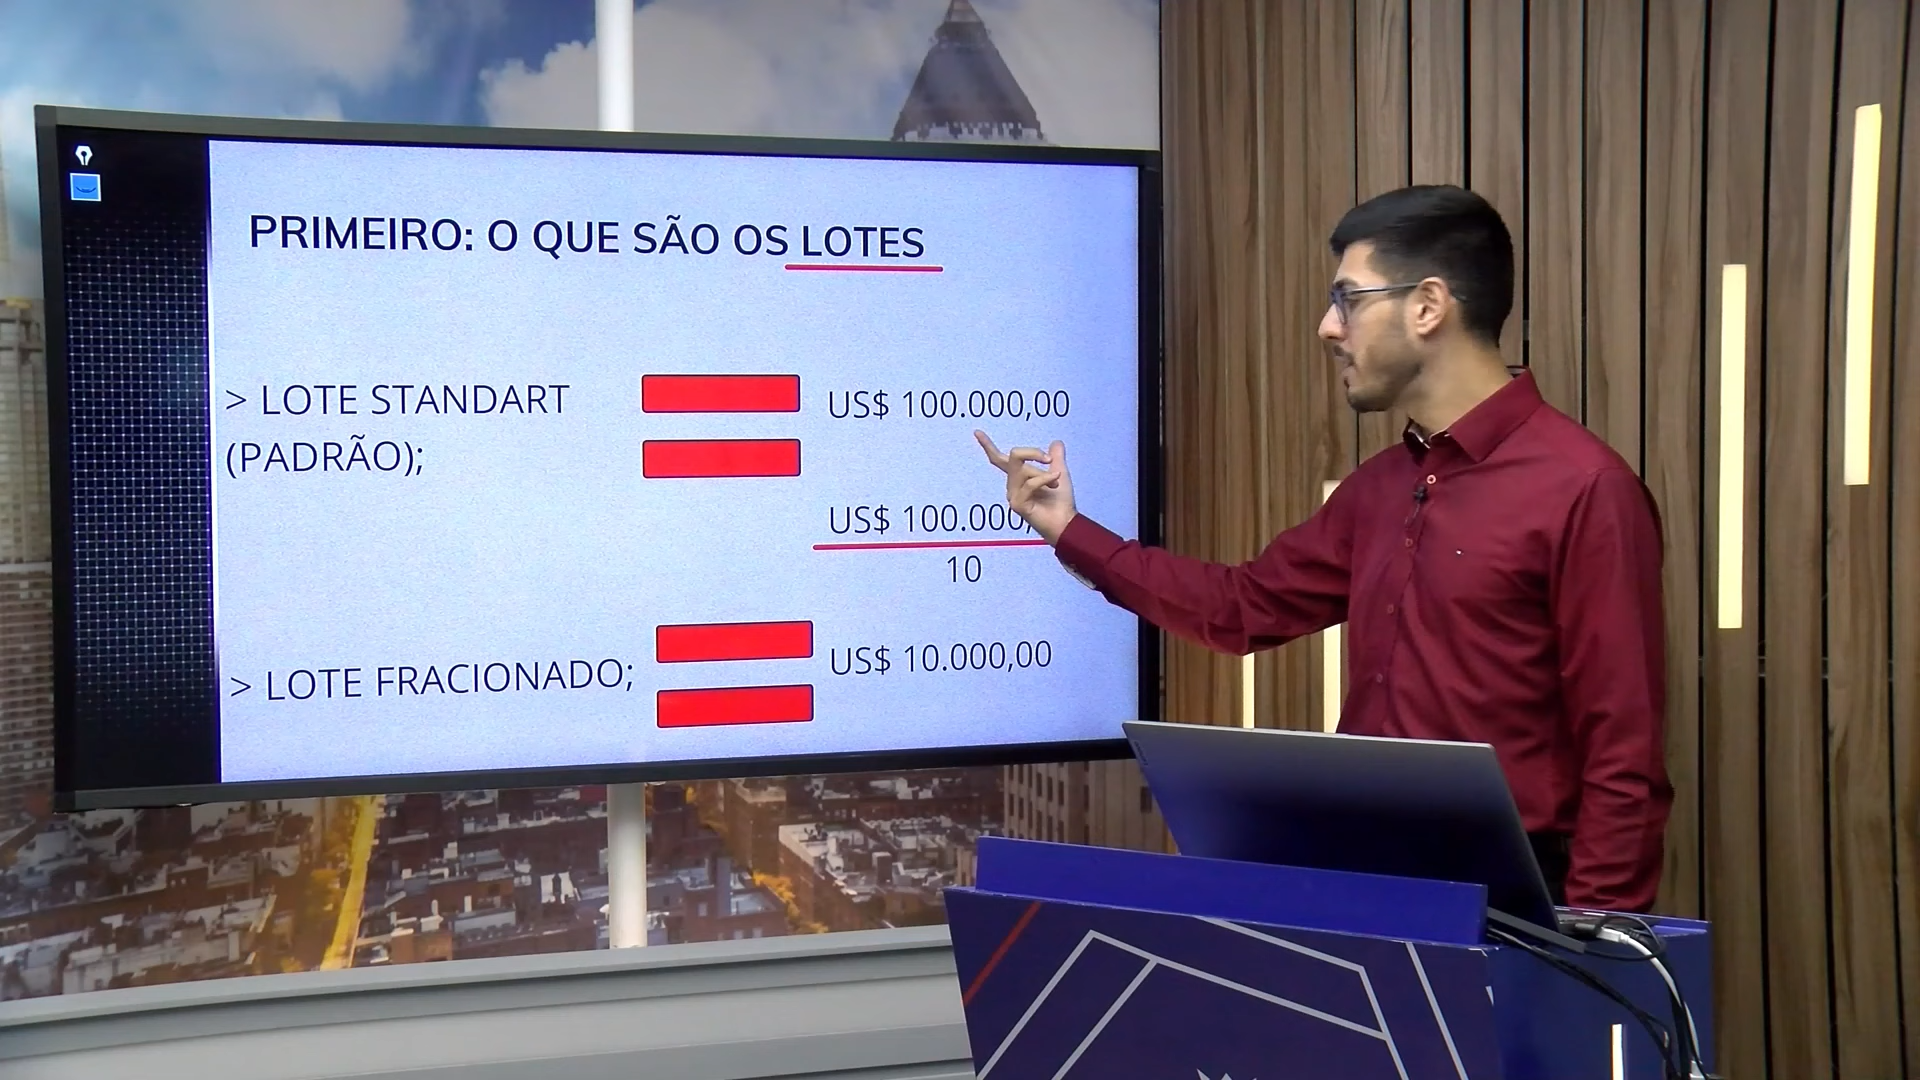 PRIMEIRO: O QUE SÃO OS LOTES
> LOTE STANDART
(PADRÃO);
US$ 100.000,00
US$ 100.000,
10
> LOTE FRACIONADO;
US$ 10.000,00